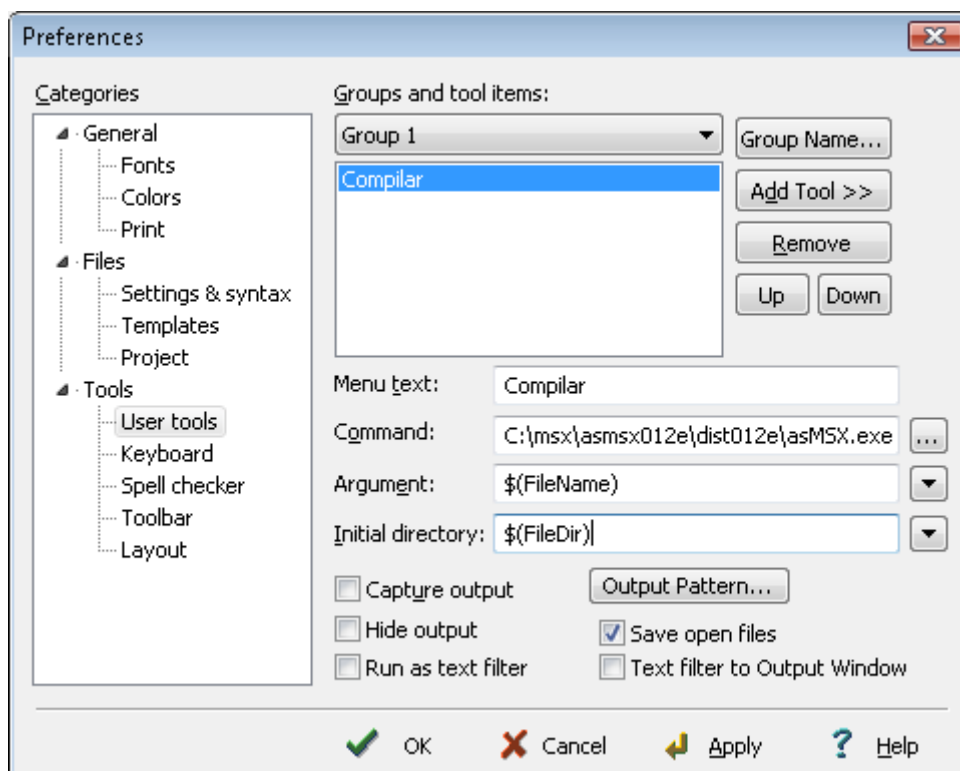 Preferences
Categories
General
Fonts
Colors
Print
Files
Settings & syntax
Templates
Project
Tools
User tools
Keyboard
Spell checker
Toolbar
Layout
Groups and tool items:
Group 1
Group Name...
Compilar
Add Tool >>
Remove
Up Down
Menu text: Compilar
Command: C:\msx\asmsx012e\dist012e\asMSX.exe ...
Argument: $(FileName)
Initial directory: $(FileDir)
Capture output Output Pattern...
Hide output Save open files
Run as text filter Text filter to Output Window
OK Cancel Apply ? Help